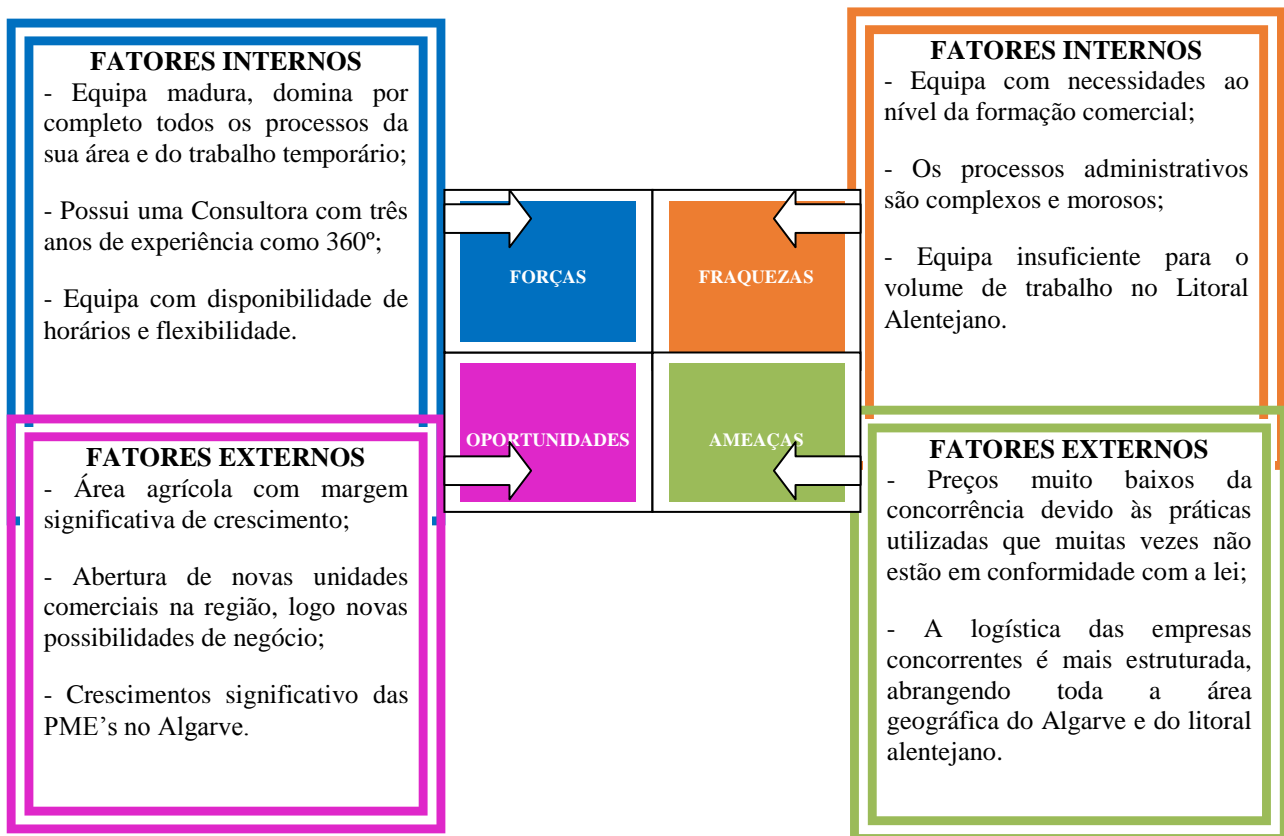 FATORES INTERNOS
- Equipa madura, domina por
completo todos os processos da
sua área e do trabalho temporário;
- Possui uma Consultora com três
anos de experiência como 360º;
- Equipa com disponibilidade de
horários e flexibilidade.
FATORES INTERNOS
- Equipa com necessidades ao
nível da formação comercial;
- Os processos administrativos
são complexos e morosos;
- Equipa insuficiente para o
volume de trabalho no Litoral
Alentejano.
FORÇAS
FRAQUEZAS
OPORTUNIDADES
AMEAÇAS
FATORES EXTERNOS
- Área agrícola com margem
significativa de crescimento;
- Abertura de novas unidades
comerciais na região, logo novas
possibilidades de negócio;
- Crescimentos significativo das
PME’s no Algarve.
FATORES EXTERNOS
- Preços muito baixos da
concorrência devido às práticas
utilizadas que muitas vezes não
estão em conformidade com a lei;
- A logística das empresas
concorrentes é mais estruturada,
abrangendo toda a área
geográfica do Algarve e do litoral
alentejano.